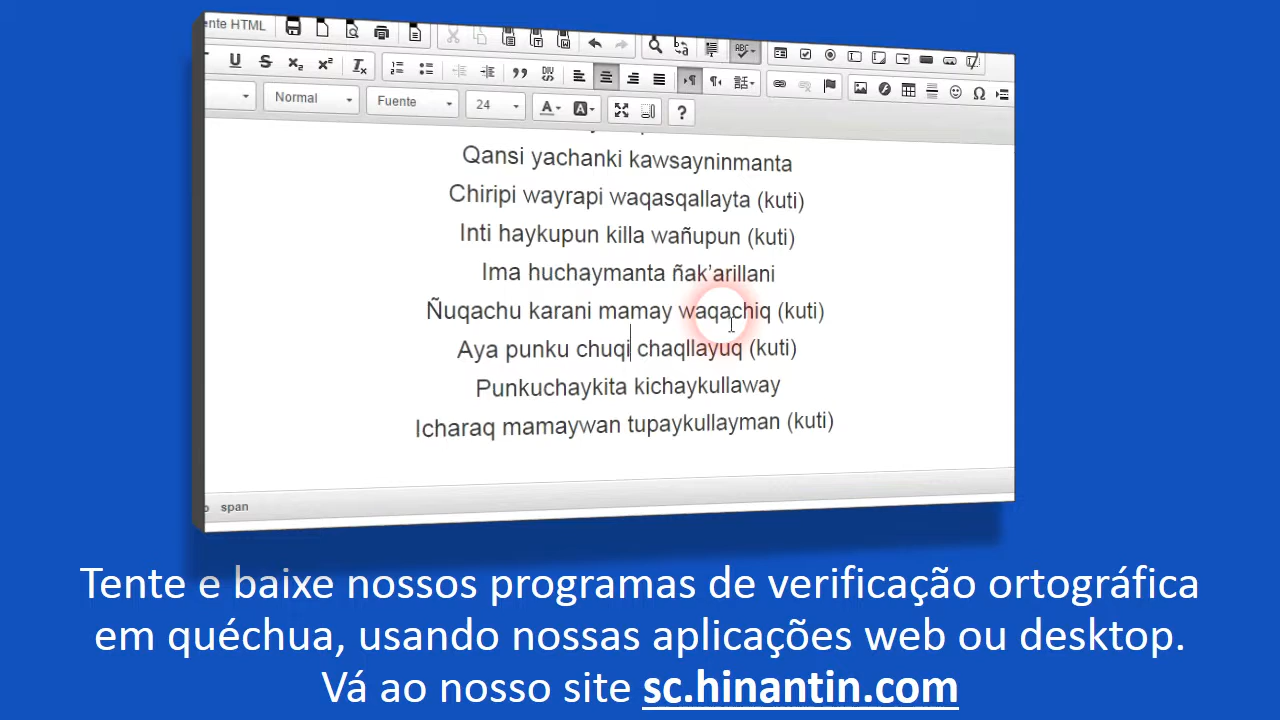 ente HTML
Normal Fuente 24
Qansi yachanki kawsayninmanta
Chiripi wayrapi waqasqallayta (kuti)
Inti haykupun killa wañupun (kuti)
Ima huchaymanta ñak’arillani
Ñuqachu karani mamay waqachiq (kuti)
Aya punku chuqi chaqllayuq (kuti)
Punkuchaykita kichaykullaway
Icharaq mamaywan tupaykullayman (kuti)
span
Tente e baixe nossos programas de verificação ortográfica
em quéchua, usando nossas aplicações web ou desktop.
Vá ao nosso site sc.hinantin.com